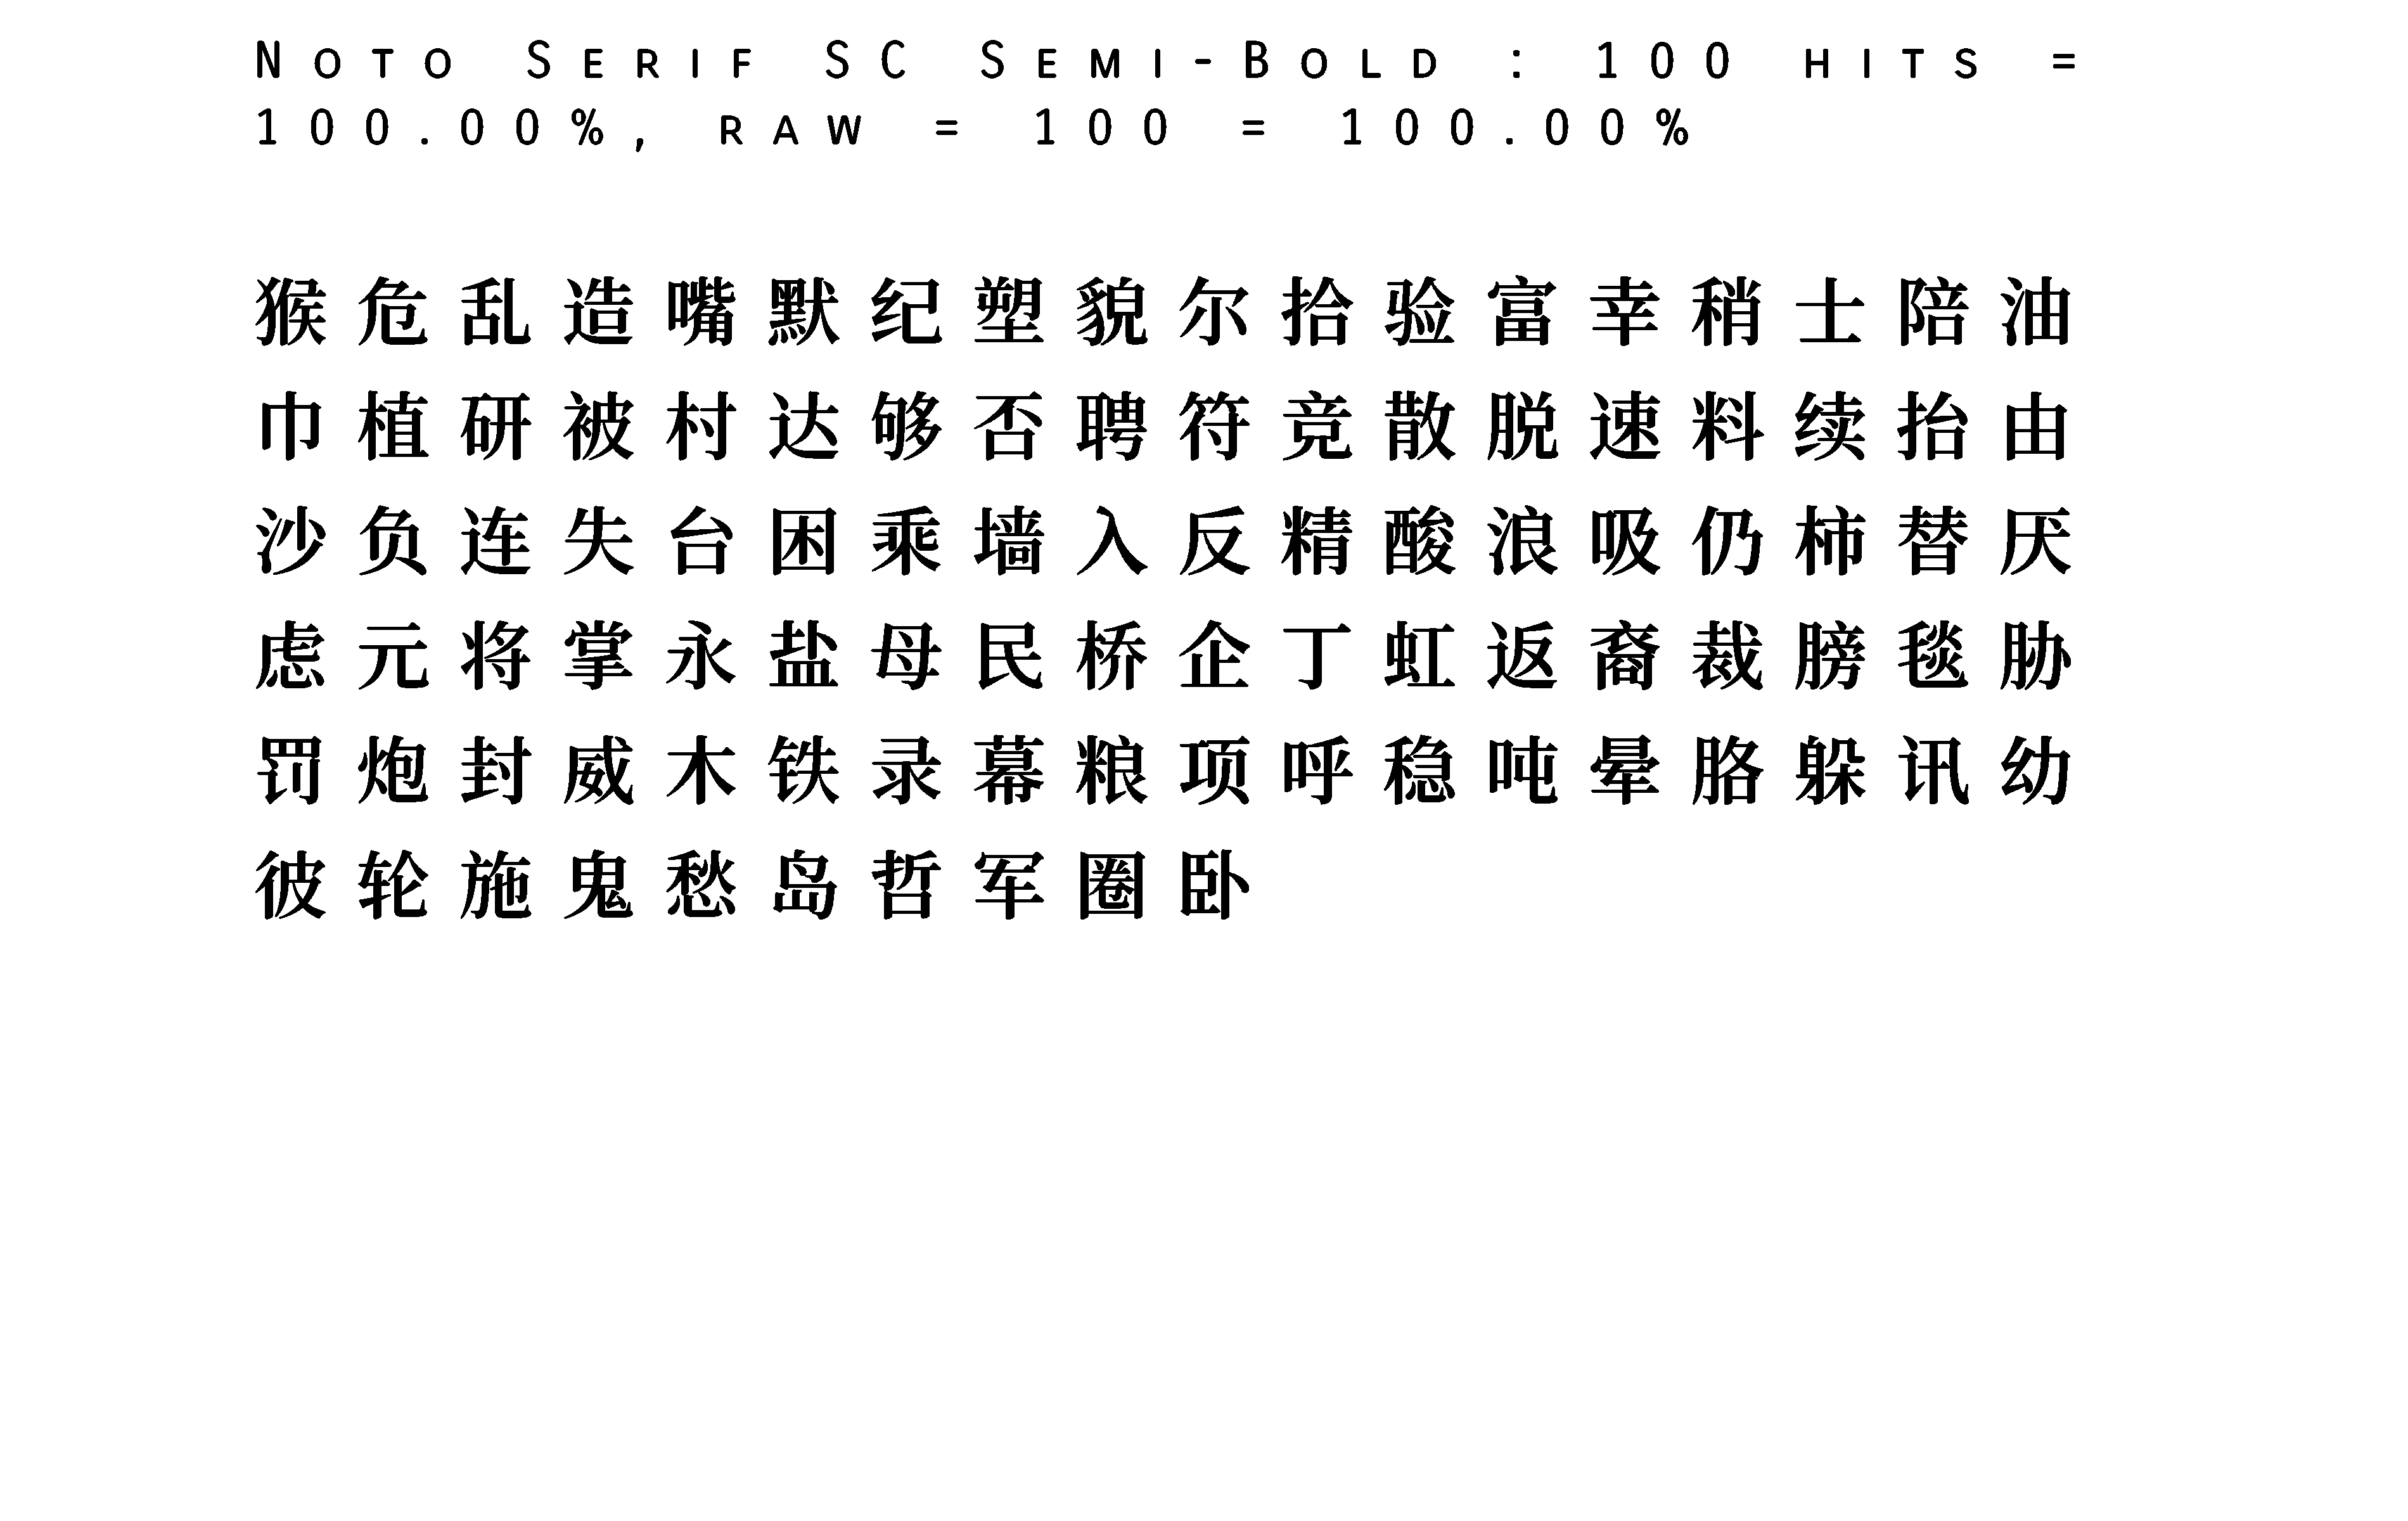 Noto Serif SC Semi-Bold : 100 hits =
100.00%, raw = 100 = 100.00%
猴危乱造嘴默纪塑貌尔拾验富幸稍士陪油
巾植研被村达够否聘符竞散脱速料续抬由
沙负连失台困乘墙入反精酸浪吸仍柿替厌
虑元将掌永盐母民桥企丁虹返裔裁膀毯胁
罚炮封威木铁录幕粮项呼稳吨晕胳躲讯幼
彼轮施鬼愁岛哲军圈卧